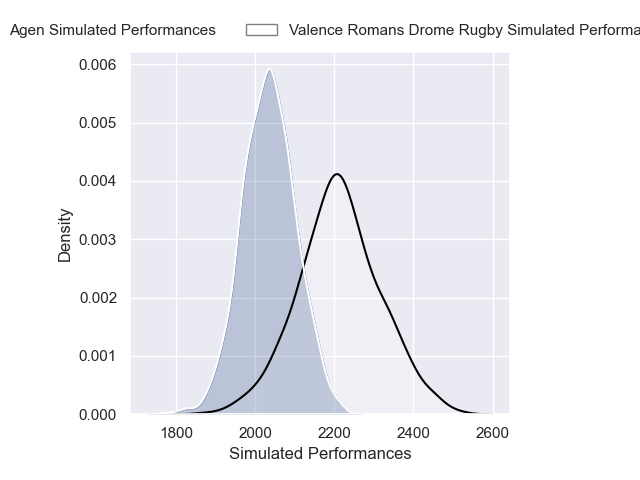 Agen Simulated Performances Valence Romans Drome Rugby Simulated Performa
0.006
0.005
0.004
0.003
0.002
0.001
0.000
Density
1800 2000 2200 2400 2600
Simulated Performances